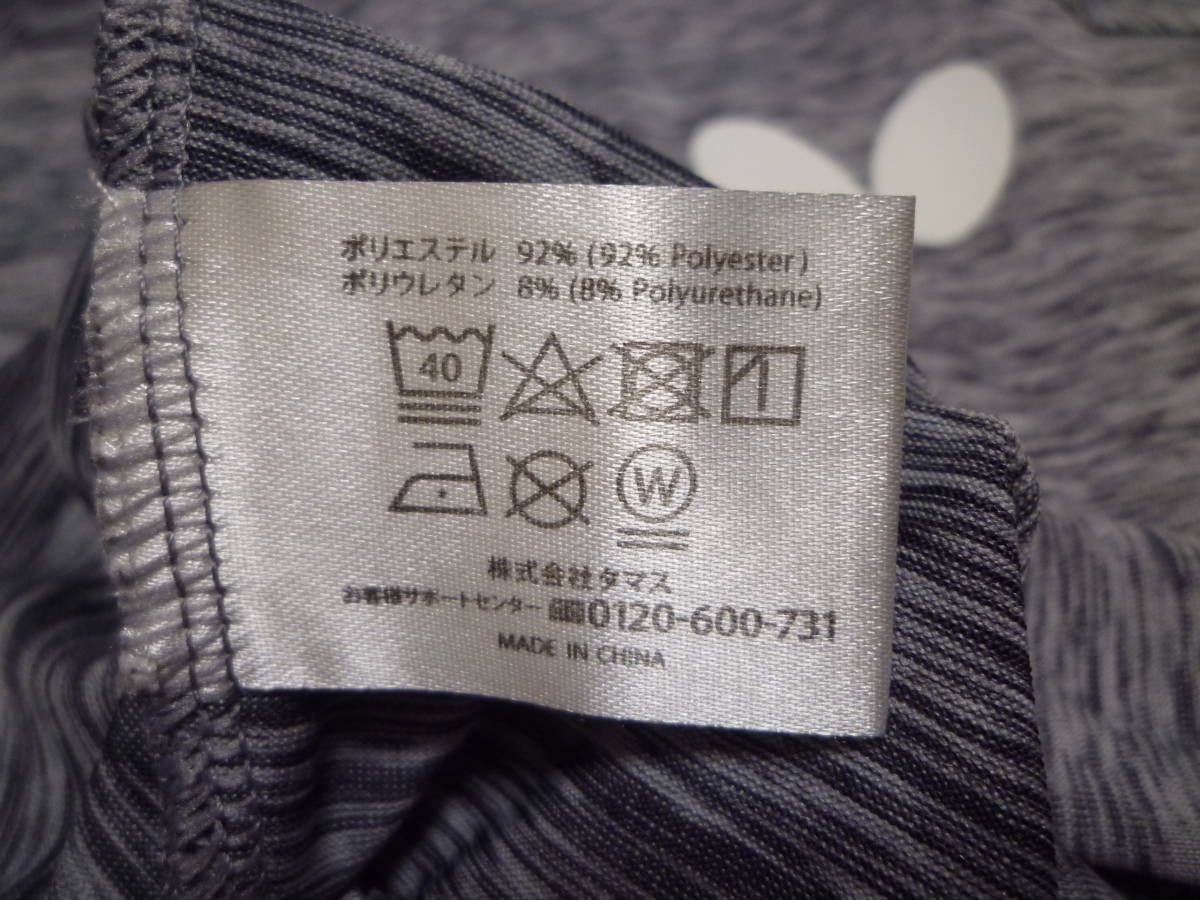 ポリエステル 92% (92% Polyester)
ポリウレタン 8% (8% Polyurethane)
40
W
株式会社タマス
お客様サポートセンター 0120-600-731
MADE IN CHINA